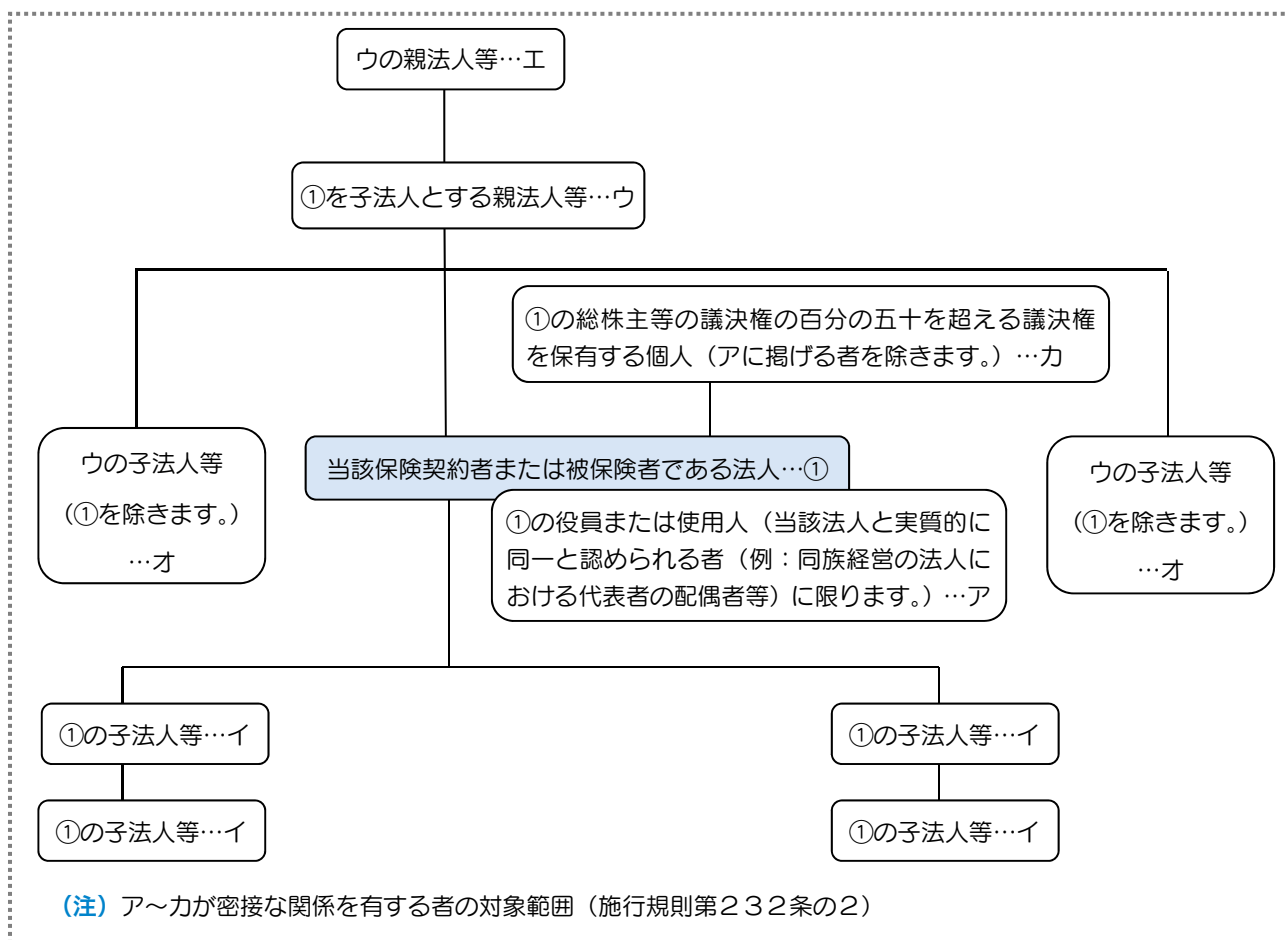 ウの親法人等…エ
①を子法人とする親法人等…ウ
①の総株主等の議決権の百分の五十を超える議決権
を保有する個人（アに掲げる者を除きます。）…カ
ウの子法人等
（①を除きます。）
…オ
当該保険契約者または被保険者である法人…①
ウの子法人等
（①を除きます。）
…オ
①の役員または使用人（当該法人と実質的に
同一と認められる者（例：同族経営の法人に
おける代表者の配偶者等）に限ります。）…ア
①の子法人等…イ
①の子法人等…イ
①の子法人等…イ
①の子法人等…イ
（注）ア～カが密接な関係を有する者の対象範囲（施行規則第２３２条の２）